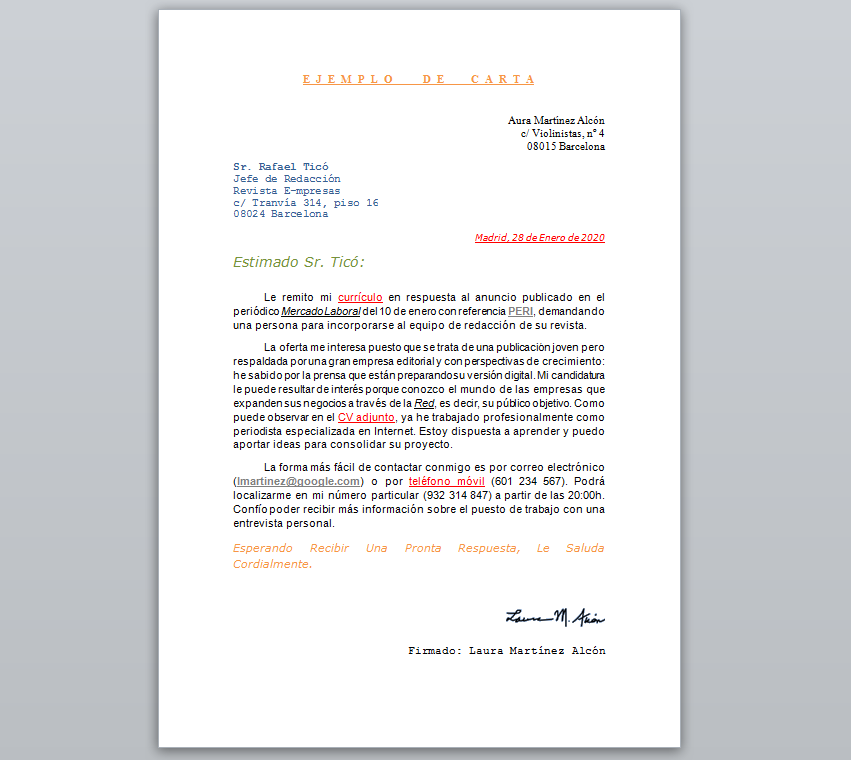 EJEMPLO DE CARTA
Aura Martínez Alcón
c/ Violinistas, nº 4
08015 Barcelona
Sr. Rafael Ticó
Jefe de Redacción
Revista E-mpresas
c/ Tranvía 314, piso 16
08024 Barcelona
Madrid, 28 de Enero de 2020
Estimado Sr. Ticó:
Le remito mi currículo en respuesta al anuncio publicado en el
periódico Mercado Laboral del 10 de enero con referencia PERI, demandando
una persona para incorporarse al equipo de redacción de su revista.
La oferta me interesa puesto que se trata de una publicación joven pero
respaldada por una gran empresa editorial y con perspectivas de crecimiento:
he sabido por la prensa que están preparando su versión digital. Mi candidatura
le puede resultar de interés porque conozco el mundo de las empresas que
expanden sus negocios a través de la Red, es decir, su público objetivo. Como
puede observar en el CV adjunto, ya he trabajado profesionalmente como
periodista especializada en Internet. Estoy dispuesta a aprender y puedo
aportar ideas para consolidar su proyecto.
La forma más fácil de contactar conmigo es por correo electrónico
(lmartinez@google.com) o por teléfono móvil (601 234 567). Podrá
localizarme en mi número particular (932 314 847) a partir de las 20:00h.
Confío poder recibir más información sobre el puesto de trabajo con una
entrevista personal.
Esperando Recibir Una Pronta Respuesta, Le Saluda
Cordialmente.
Laura M. Alcón
Firmado: Laura Martínez Alcón